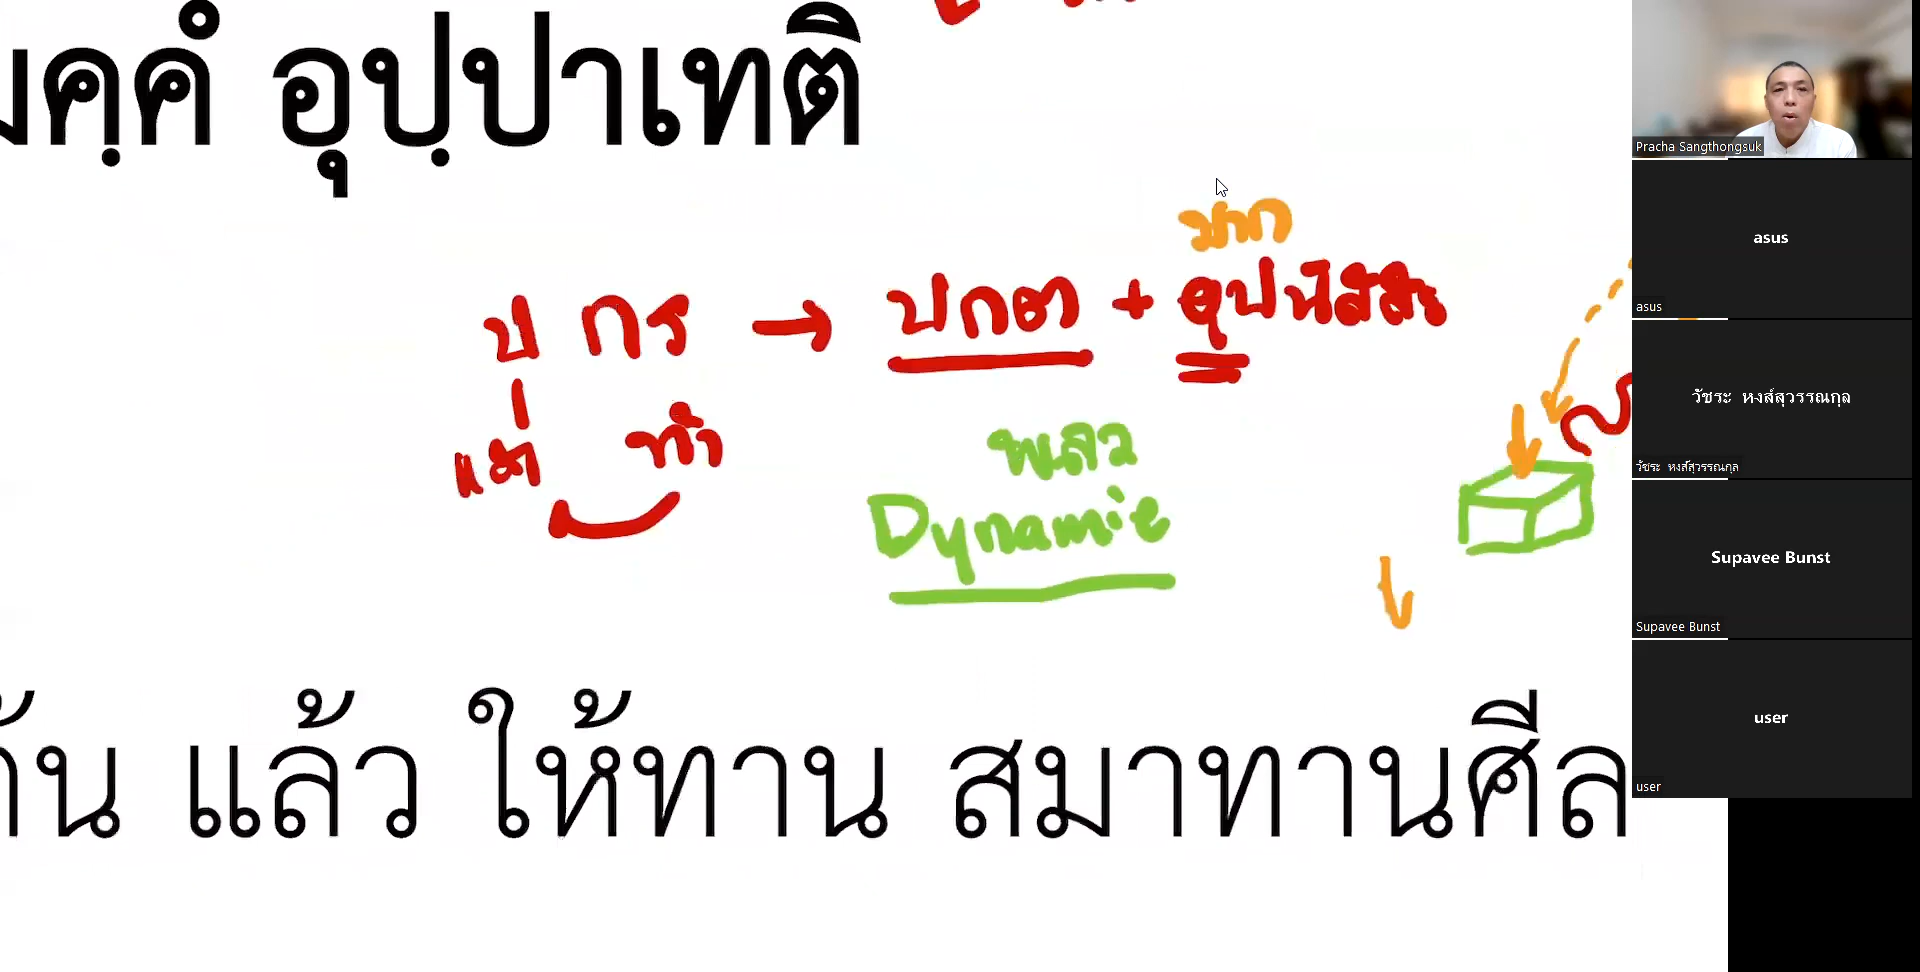 มคฺคํ อุปฺปาเทติ
มาก
ป กร → ปกต + อุปนิสสย
แต่ ทำ
พลว
Dynamic
ก้น แล้ว ให้ทาน สมาทานศีล
Pracha Sangthongsuk
asus
asus
วัชระ หงส์สุวรรณกุล
วัชระ หงส์สุวรรณกุล
Supavee Bunst
Supavee Bunst
user
user